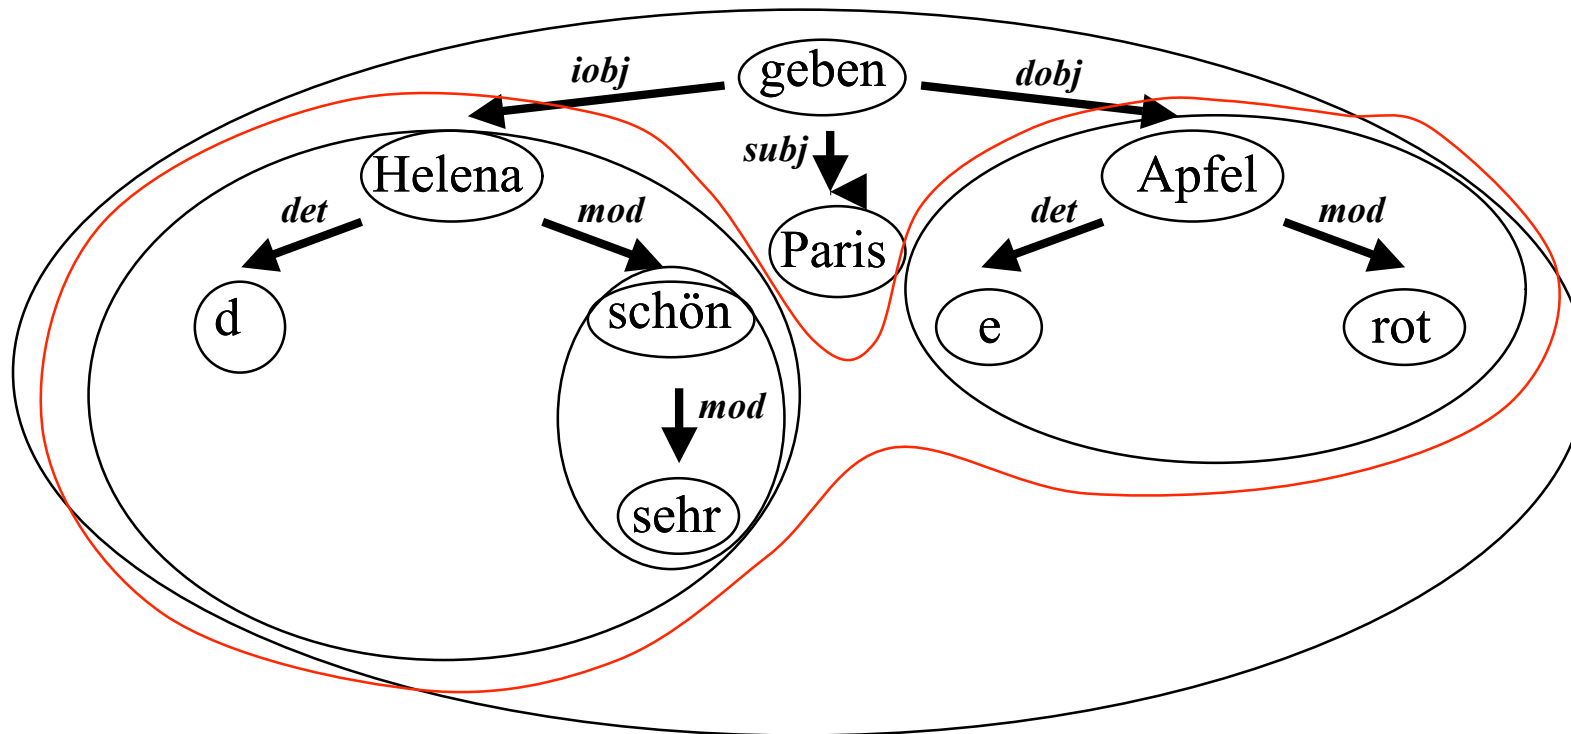 iobj geben dobj
subj
Helena Apfel
det mod det mod
Paris
d schön e rot
mod
sehr